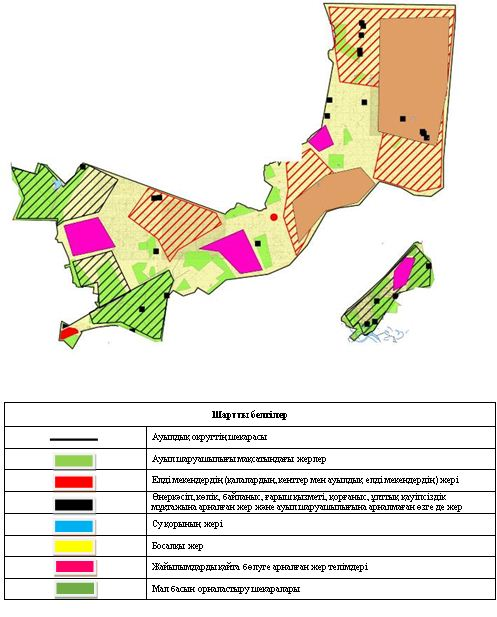 Шартты белгілер
Ауылдық округтің шекарасы
Ауыл шаруашылығы мақсатындағы жерлер
Елді мекендердің (қалалардың, кенттер мен ауылдық елді мекендердің) жері
Өнеркәсіп, көлік, байланыс, ғарыш қызметі, қорғаныс, ұлттық қауіпсіздік
мұқтажына арналған жер және ауыл шаруашылығына арналмаған өзге де жер
Су қорының жері
Босалқы жер
Жайылымдарды қайта бөлуге арналған жер телімдері
Мал басын орналастыру шекаралары